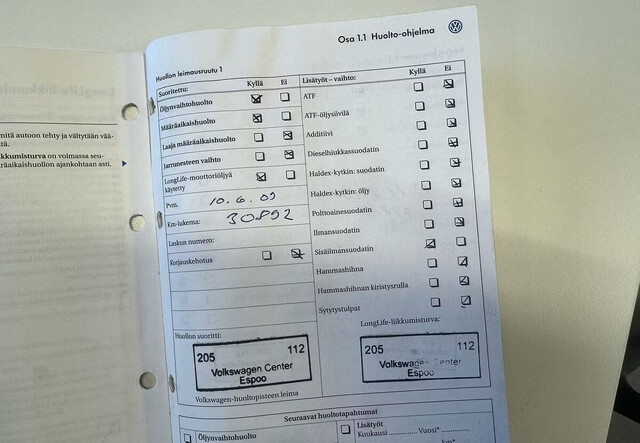 Osa 1.1 Huolto-ohjelma
Huollon leimausruutu 1
Suoritettu: Kyllä Ei
Öljynvaihtohuolto
Määräaikaishuolto
Laaja määräaikaishuolto
Jarrunesteen vaihto
LongLife-moottoriöljyä
käytetty
Pvm. 10.6.09
Km-lukema: 30892
Laskun numero:
Korjauskehotus
Huollon suoritti:
205 112
Volkswagen Center
Espoo
Volkswagen-huoltopisteen leima
Lisätyöt – vaihto: Kyllä Ei
ATF
ATF-öljysiivilä
Additiivi
Dieselhiukkassuodatin
Haldex-kytkin: suodatin
Haldex-kytkin: öljy
Polttoainesuodatin
Ilmansuodatin
Sisäilmansuodatin
Hammashihna
Hammashihnan kiristysrulla
Sytytystulpat
LongLife-liikkumisturva:
205 112
Volkswagen Center
Espoo
Seuraavat huoltotapahtumat
Öljynvaihtohuolto
Lisätyöt
Kuukausi .............. Vuosi* ..............
mitä autoon tehty ja vältytään vää-
tä.
kkumisturva on voimassa seu-
räaikaishuollon ajankohtaan asti.